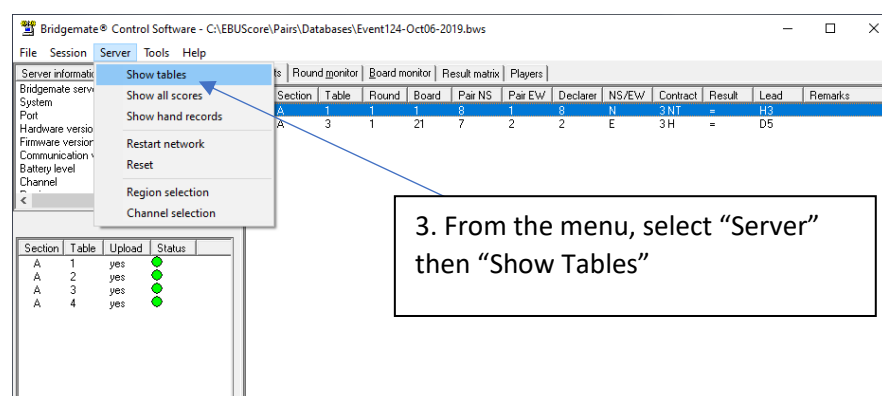 Bridgemate® Control Software - C:\EBUScore\Pairs\Databases\Event124-Oct06-2019.bws
File Session Server Tools Help
Server informatio
ts Round monitor Board monitor Result matrix Players
Bridgemate serv
System
Port
Hardware versio
Firmware version
Communication v
Battery level
Channel
Show tables
Show all scores
Show hand records
Restart network
Reset
Region selection
Channel selection
Section Table Round Board Pair NS Pair EW Declarer NS/EW Contract Result Lead Remarks
A 1 1 1 8 1 8 N 3 NT = H3
A 3 1 21 7 2 2 E 3 H = D5
3. From the menu, select “Server”
then “Show Tables”
Section Table Upload Status
A 1 yes
A 2 yes
A 3 yes
A 4 yes